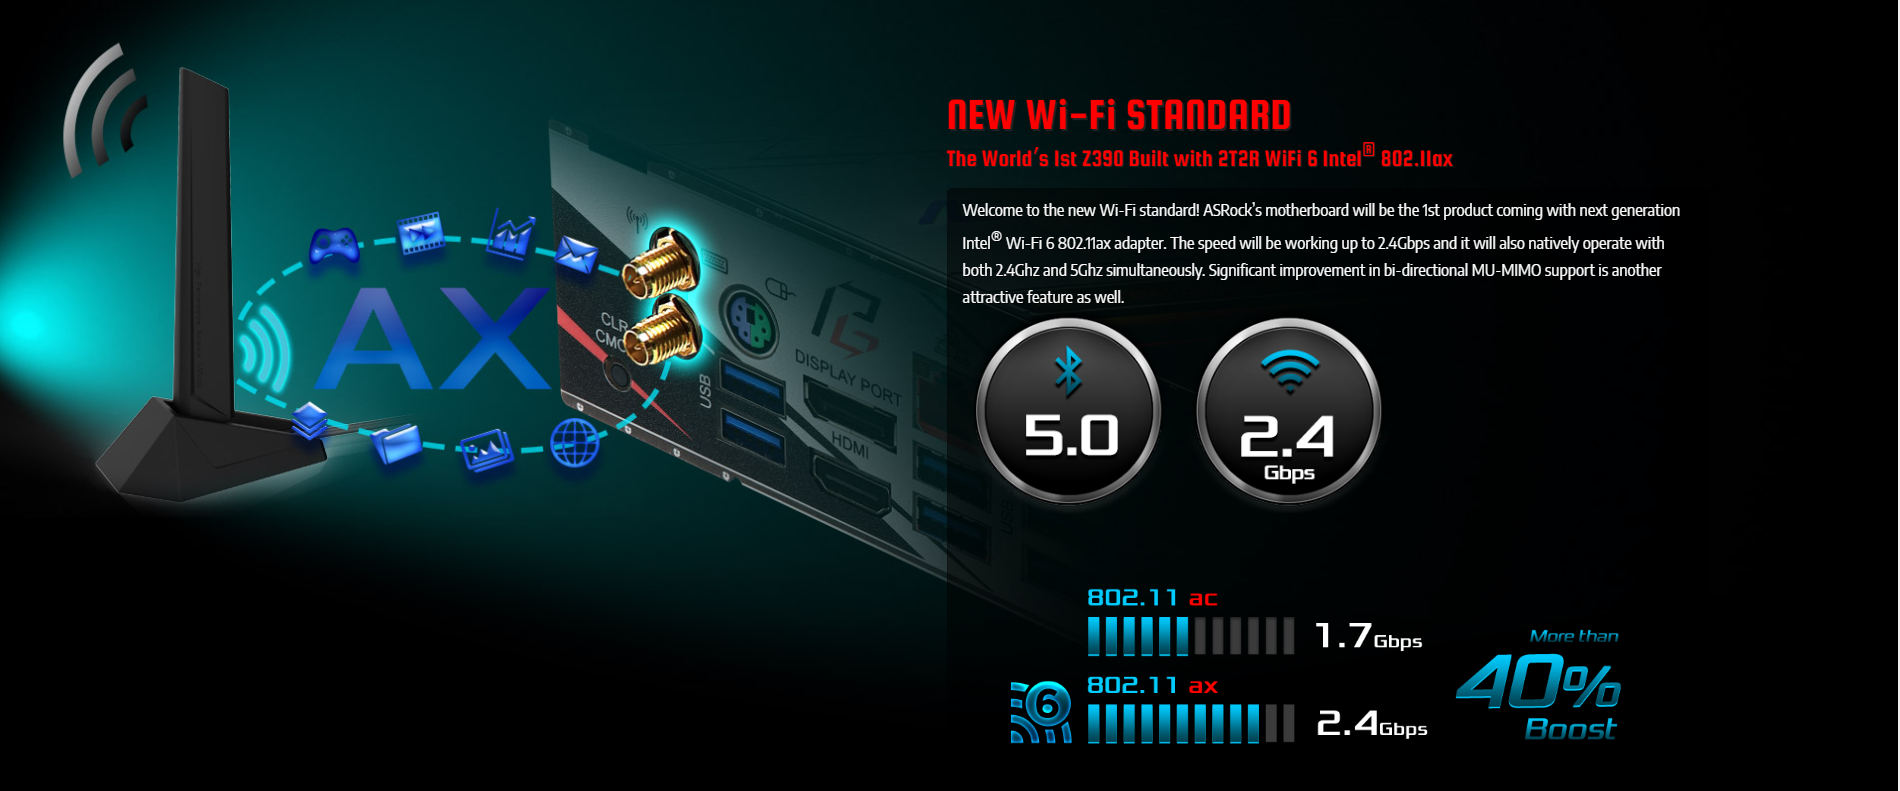 NEW Wi-Fi STANDARD
The World's 1st Z390 Built with 2T2R WiFi 6 Intel® 802.11ax
Welcome to the new Wi-Fi standard! ASRock's motherboard will be the 1st product coming with next generation
Intel® Wi-Fi 6 802.11ax adapter. The speed will be working up to 2.4Gbps and it will also natively operate with
both 2.4Ghz and 5Ghz simultaneously. Significant improvement in bi-directional MU-MIMO support is another
attractive feature as well.
AX
CLR
CMO
USB
DISPLAY PORT
HDMI
USB
5.0
2.4
Gbps
802.11 ac
1.7Gbps
802.11 ax
6
2.4Gbps
More than
40%
Boost